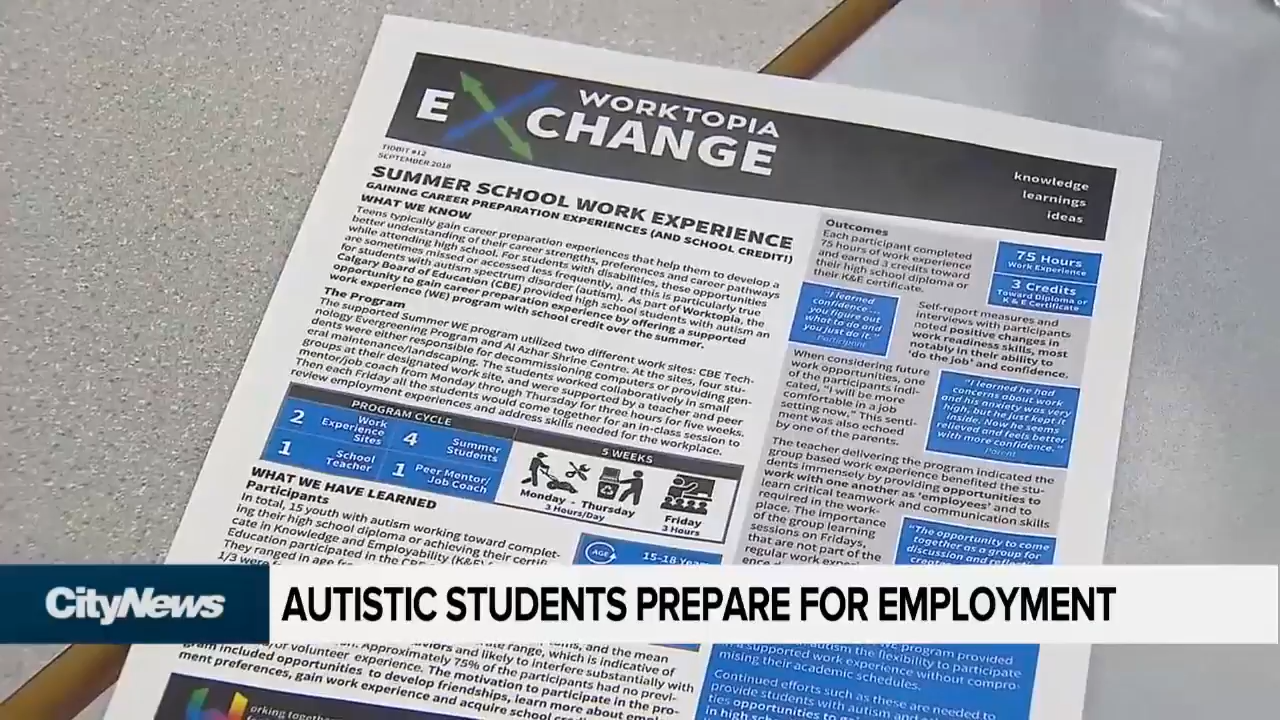 WORKTOPIA
EXCHANGE
knowledge
learnings
ideas
TIDBIT #12
SEPTEMBER 2018
SUMMER SCHOOL WORK EXPERIENCE
GAINING CAREER PREPARATION EXPERIENCES (AND SCHOOL CREDIT!)
WHAT WE KNOW
Teens typically gain career preparation experiences that help them to develop a
better understanding of their career strengths, preferences and career pathways
while attending high school. For students with disabilities, these opportunities
are sometimes missed or accessed less frequently, and this is particularly true
for students with autism spectrum disorder (autism). As part of Worktopia, the
Calgary Board of Education (CBE) provided high school students with autism an
opportunity to gain career preparation experience by offering a supported
work experience (WE) program with school credit over the summer.
The Program
The supported Summer WE program utilized two different work sites: CBE Tech-
nology Evergreening Program and Al Azhar Shrine Centre. At the sites, four stu-
dents were either responsible for decommissioning computers or providing gen-
eral maintenance/landscaping. The students worked collaboratively in small
groups at their designated work site, and were supported by a teacher and peer
mentor/job coach from Monday through Thursday for three hours for five weeks.
Then each Friday all the students would come together for an in-class session to
review employment experiences and address skills needed for the workplace.
PROGRAM CYCLE
2 Work Experience Sites
4 Summer Students
1 School Teacher
1 Peer Mentor/ Job Coach
5 WEEKS
Monday - Thursday
3 Hours/Day
Friday
3 Hours
WHAT WE HAVE LEARNED
Participants
In total, 15 youth with autism working toward complet-
ing their high school diploma or achieving their certifi-
cate in Knowledge and Employability (K&E)
Education participated in the
They ranged in age
1/3 were
AGE
15-18
Outcomes
Each participant completed
75 hours of work experience
and earned 3 credits toward
their high school diploma or
their K&E certificate.
75 Hours
Work Experience
3 Credits
Toward Diploma or
K & E Certificate
"I learned
confidence ...
you figure out
what to do and
you just do it."
Participant
Self-report measures and
interviews with participants
noted positive changes in
work readiness skills, most
notably in their ability to
'do the job' and confidence.
When considering future
work opportunities, one
of the participants indi-
cated, "I will be more
comfortable in a job
setting now." This senti-
ment was also echoed
by one of the parents.
"I learned he had
concerns about work
and his anxiety was very
high, but he just kept it
inside. Now he seems
relieved and feels better
with more confidence."
Parent
The teacher delivering the program indicated the
group based work experience benefited the stu-
dents immensely by providing opportunities to
work with one another as 'employees' and to
learn critical teamwork and communication skills
required in the work-
place. The importance
of the group learning
sessions on Fridays,
that are not part of the
regular work
"The opportunity to come
together as a group for
discussion and
CityNews
AUTISTIC STUDENTS PREPARE FOR EMPLOYMENT
range, which is indicative of
and likely to interfere substantially with
of volunteer experience. Approximately 75% of the participants had no previ-
gram included opportunities to develop friendships, learn more about
ment preferences, gain work experience and acquire school
program provided
autism the flexibility to participate
a supported work experience without compro-
mising their academic schedules.
Continued efforts such as these are needed to
provide students with autism and
ties opportunities to
in high
orking together